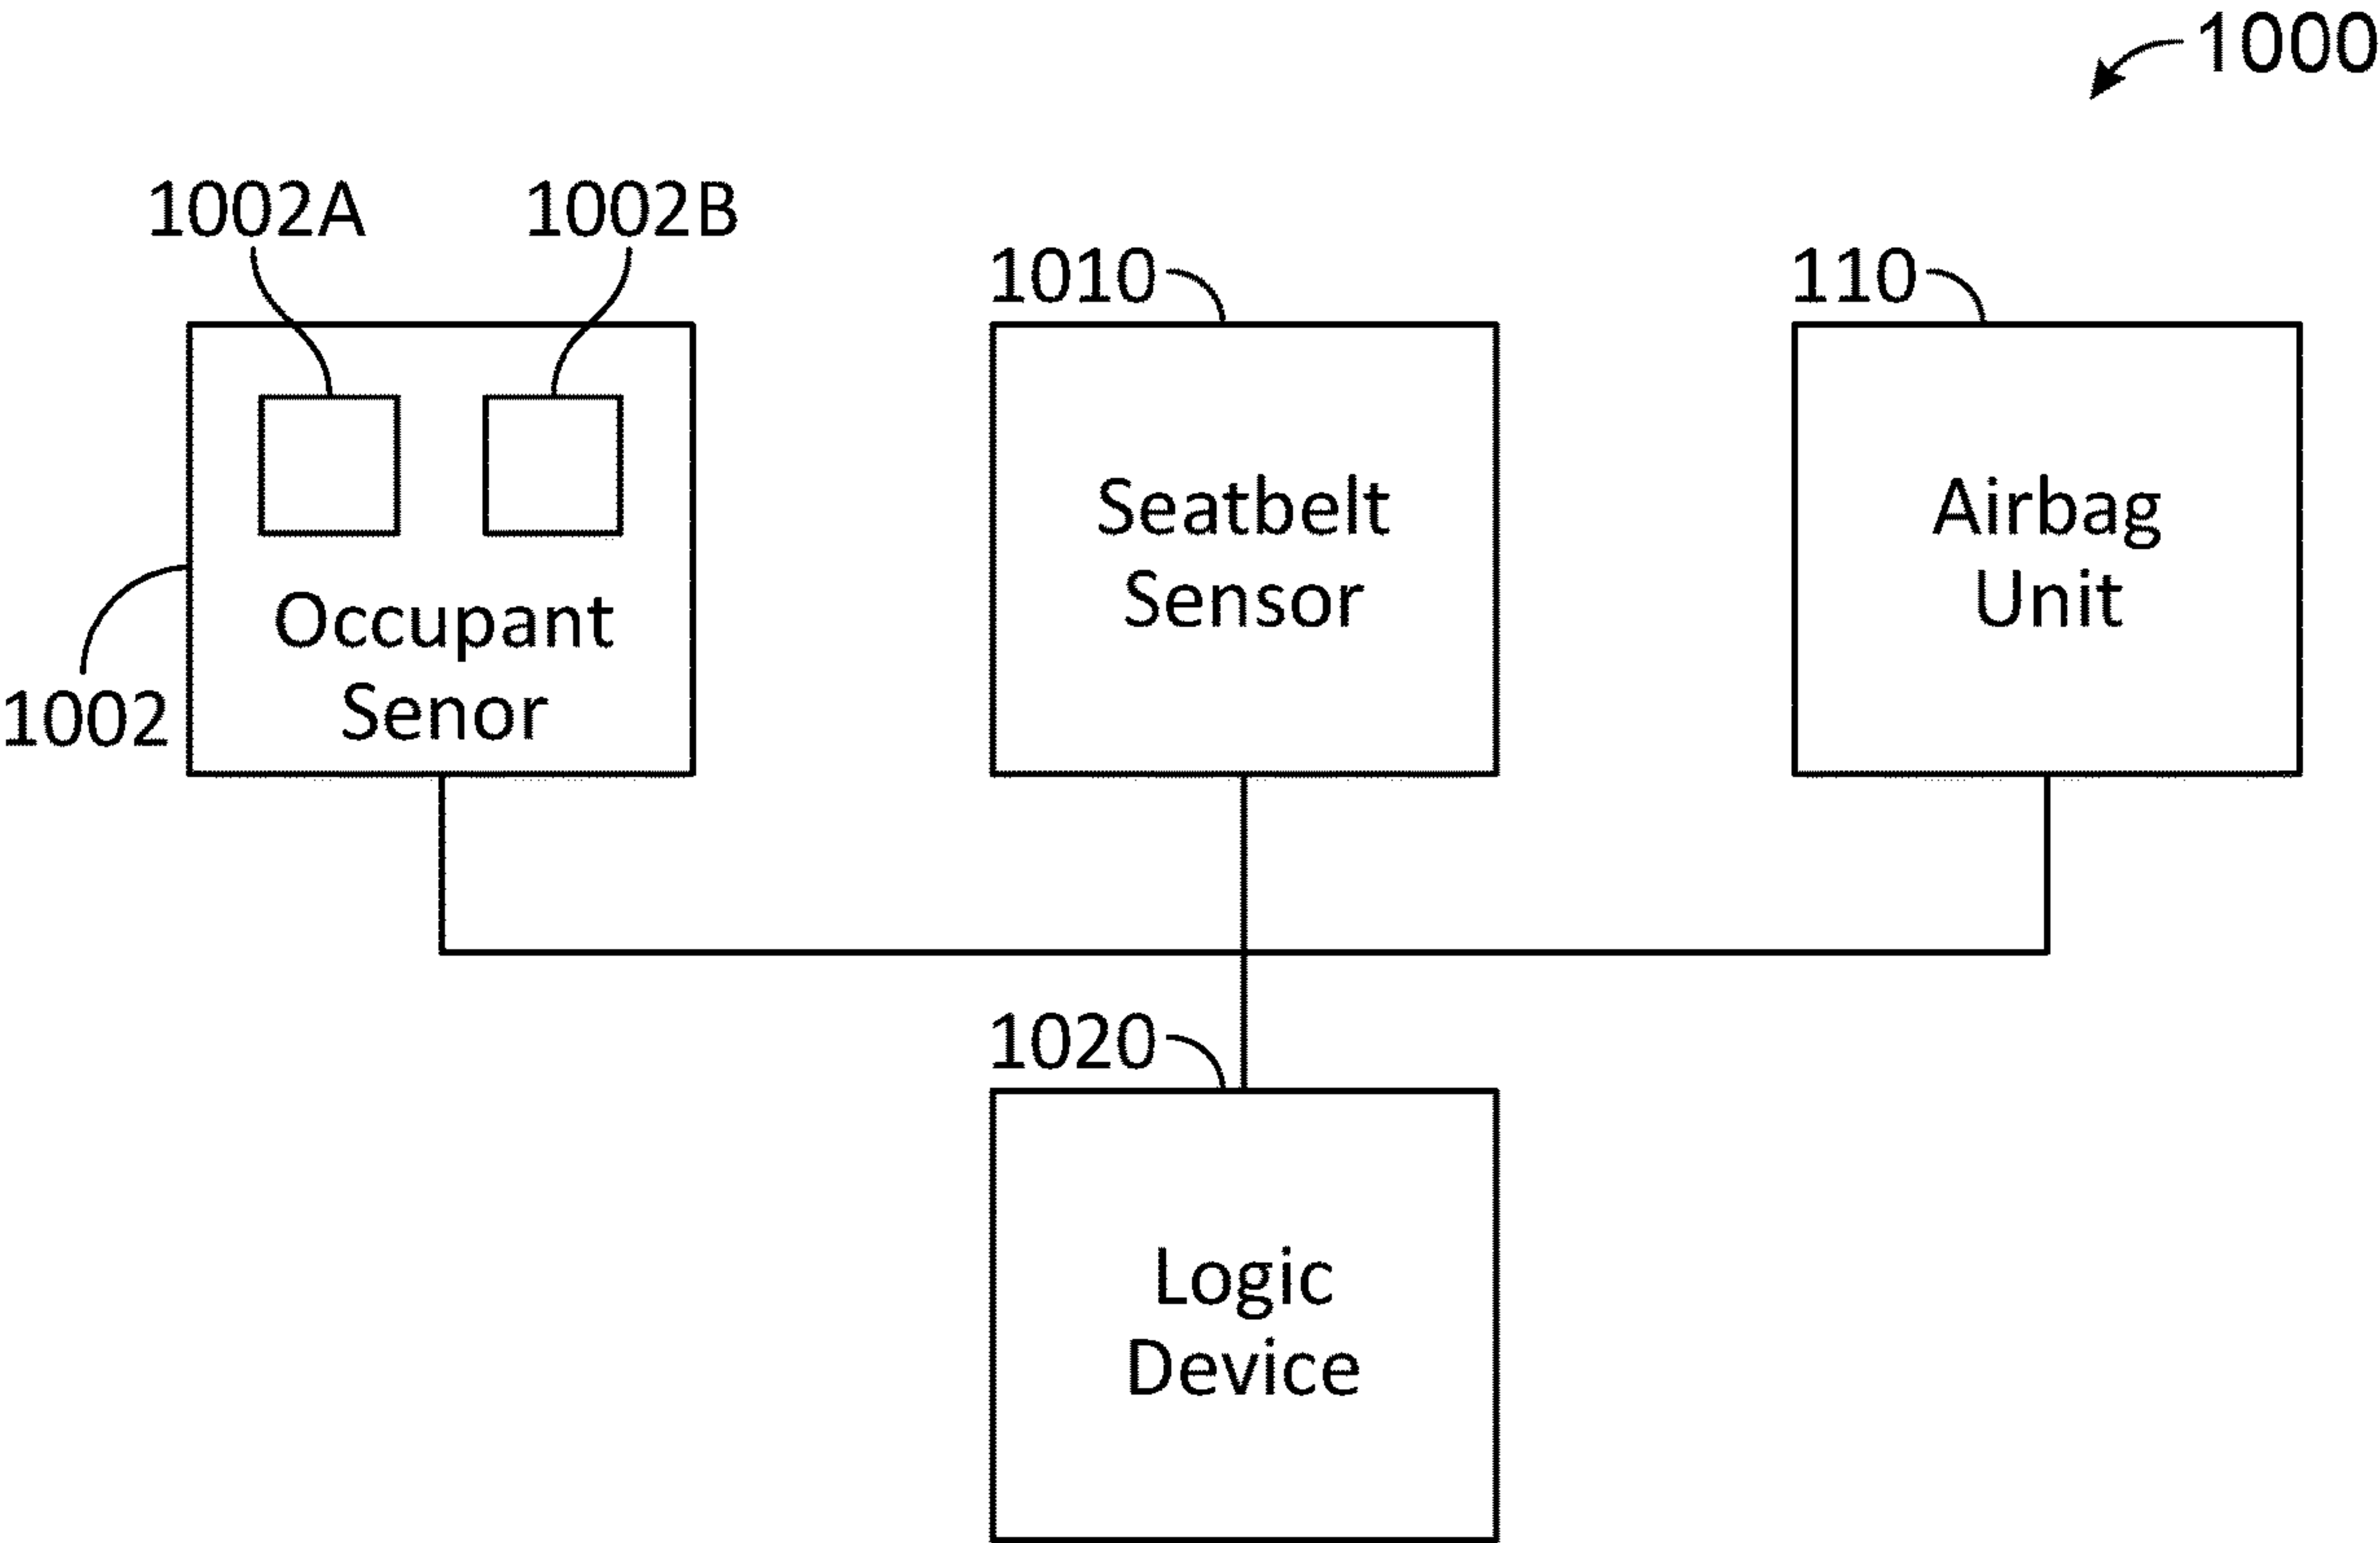 1000
1002A
1002B
1010
110
Occupant
Senor
1002
Seatbelt
Sensor
Airbag
Unit
1020
Logic
Device